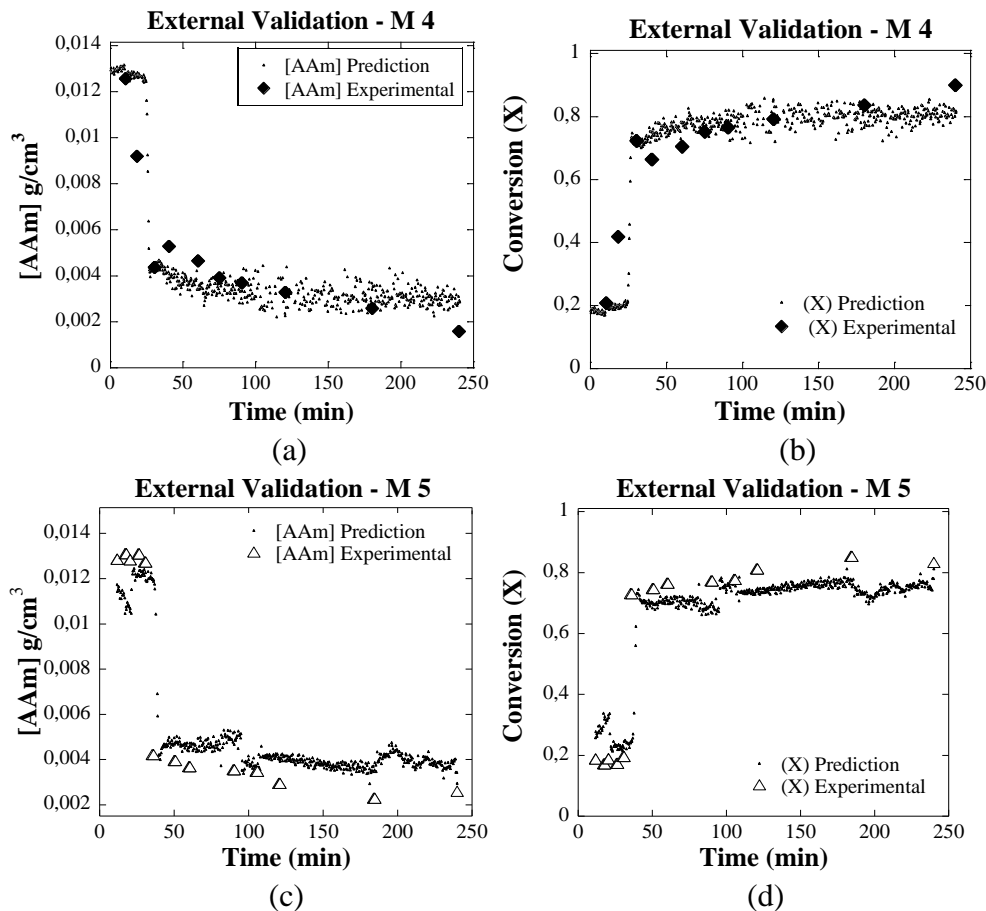 External Validation - M 4
0,014
0,012
0,01
0,008
0,006
0,004
0,002
0
[AAm] g/cm³
[AAm] Prediction
[AAm] Experimental
0 50 100 150 200 250
Time (min)
(a)
External Validation - M 4
1
0,8
0,6
0,4
0,2
0
Conversion (X)
(X) Prediction
(X) Experimental
0 50 100 150 200 250
Time (min)
(b)
External Validation - M 5
0,014
0,012
0,01
0,008
0,006
0,004
0,002
[AAm] g/cm³
[AAm] Prediction
[AAm] Experimental
0 50 100 150 200 250
Time (min)
(c)
External Validation - M 5
1
0,8
0,6
0,4
0,2
0
Conversion (X)
(X) Prediction
(X) Experimental
0 50 100 150 200 250
Time (min)
(d)